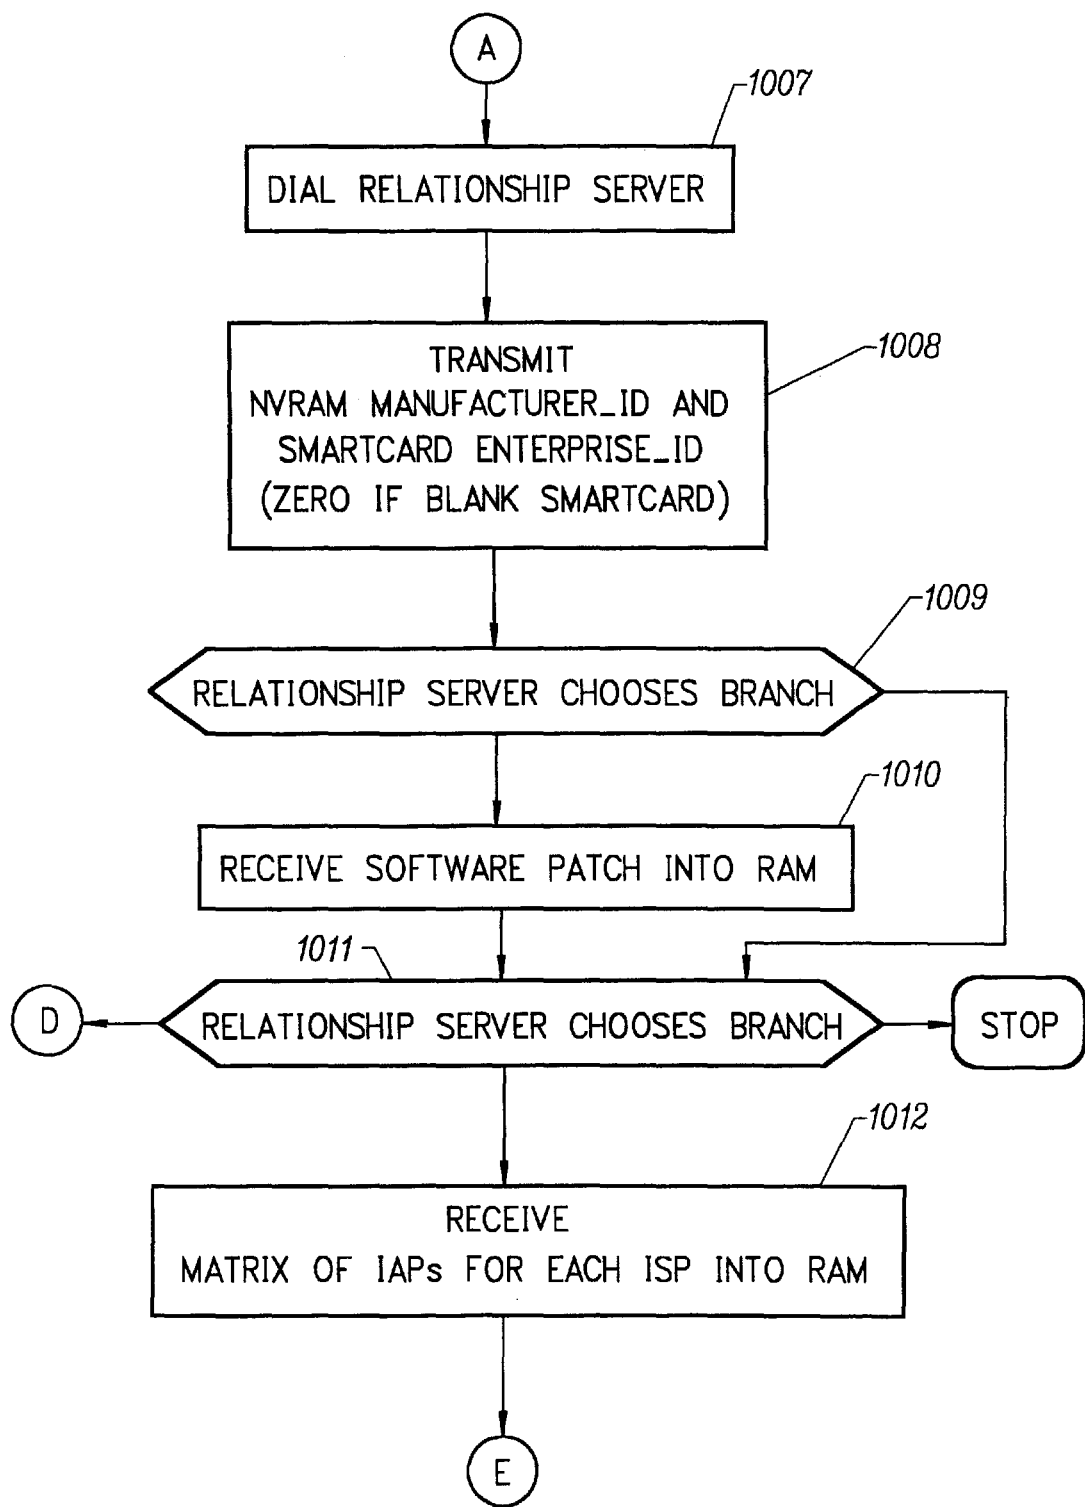 A
1007
DIAL RELATIONSHIP SERVER
1008
TRANSMIT
NVRAM MANUFACTURER_ID AND
SMARTCARD ENTERPRISE_ID
(ZERO IF BLANK SMARTCARD)
1009
RELATIONSHIP SERVER CHOOSES BRANCH
1010
RECEIVE SOFTWARE PATCH INTO RAM
1011
D
RELATIONSHIP SERVER CHOOSES BRANCH
STOP
1012
RECEIVE
MATRIX OF IAPs FOR EACH ISP INTO RAM
E